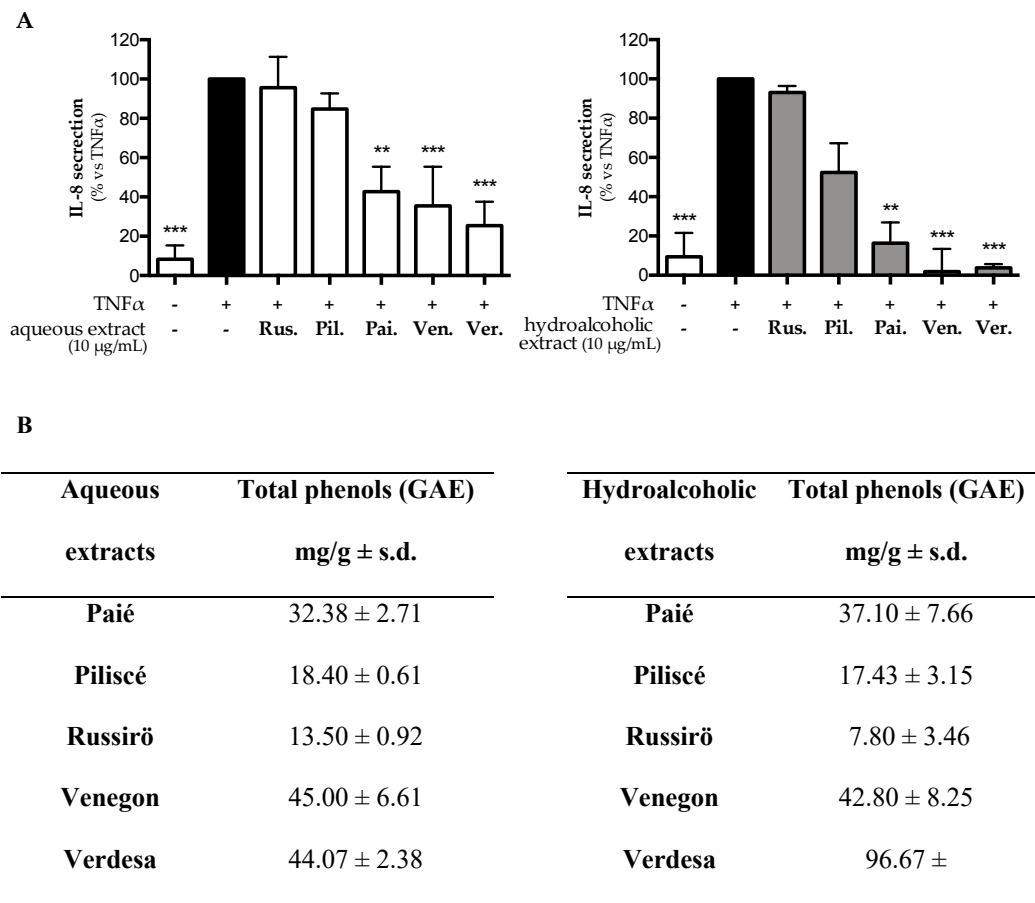 A
120
100
80
60
40
20
0
IL-8 secrection
(% vs TNFα)
***
**
***
***
TNFα - + + + + + +
aqueous extract - - Rus. Pil. Pai. Ven. Ver.
(10 µg/mL)
120
100
80
60
40
20
0
IL-8 secrection
(% vs TNFα)
***
**
***
***
TNFα - + + + + + +
hydroalcoholic - - Rus. Pil. Pai. Ven. Ver.
extract (10 µg/mL)
B
Aqueous Total phenols (GAE)
extracts mg/g ± s.d.
Paié 32.38 ± 2.71
Piliscé 18.40 ± 0.61
Russirö 13.50 ± 0.92
Venegon 45.00 ± 6.61
Verdesa 44.07 ± 2.38
Hydroalcoholic Total phenols (GAE)
extracts mg/g ± s.d.
Paié 37.10 ± 7.66
Piliscé 17.43 ± 3.15
Russirö 7.80 ± 3.46
Venegon 42.80 ± 8.25
Verdesa 96.67 ±